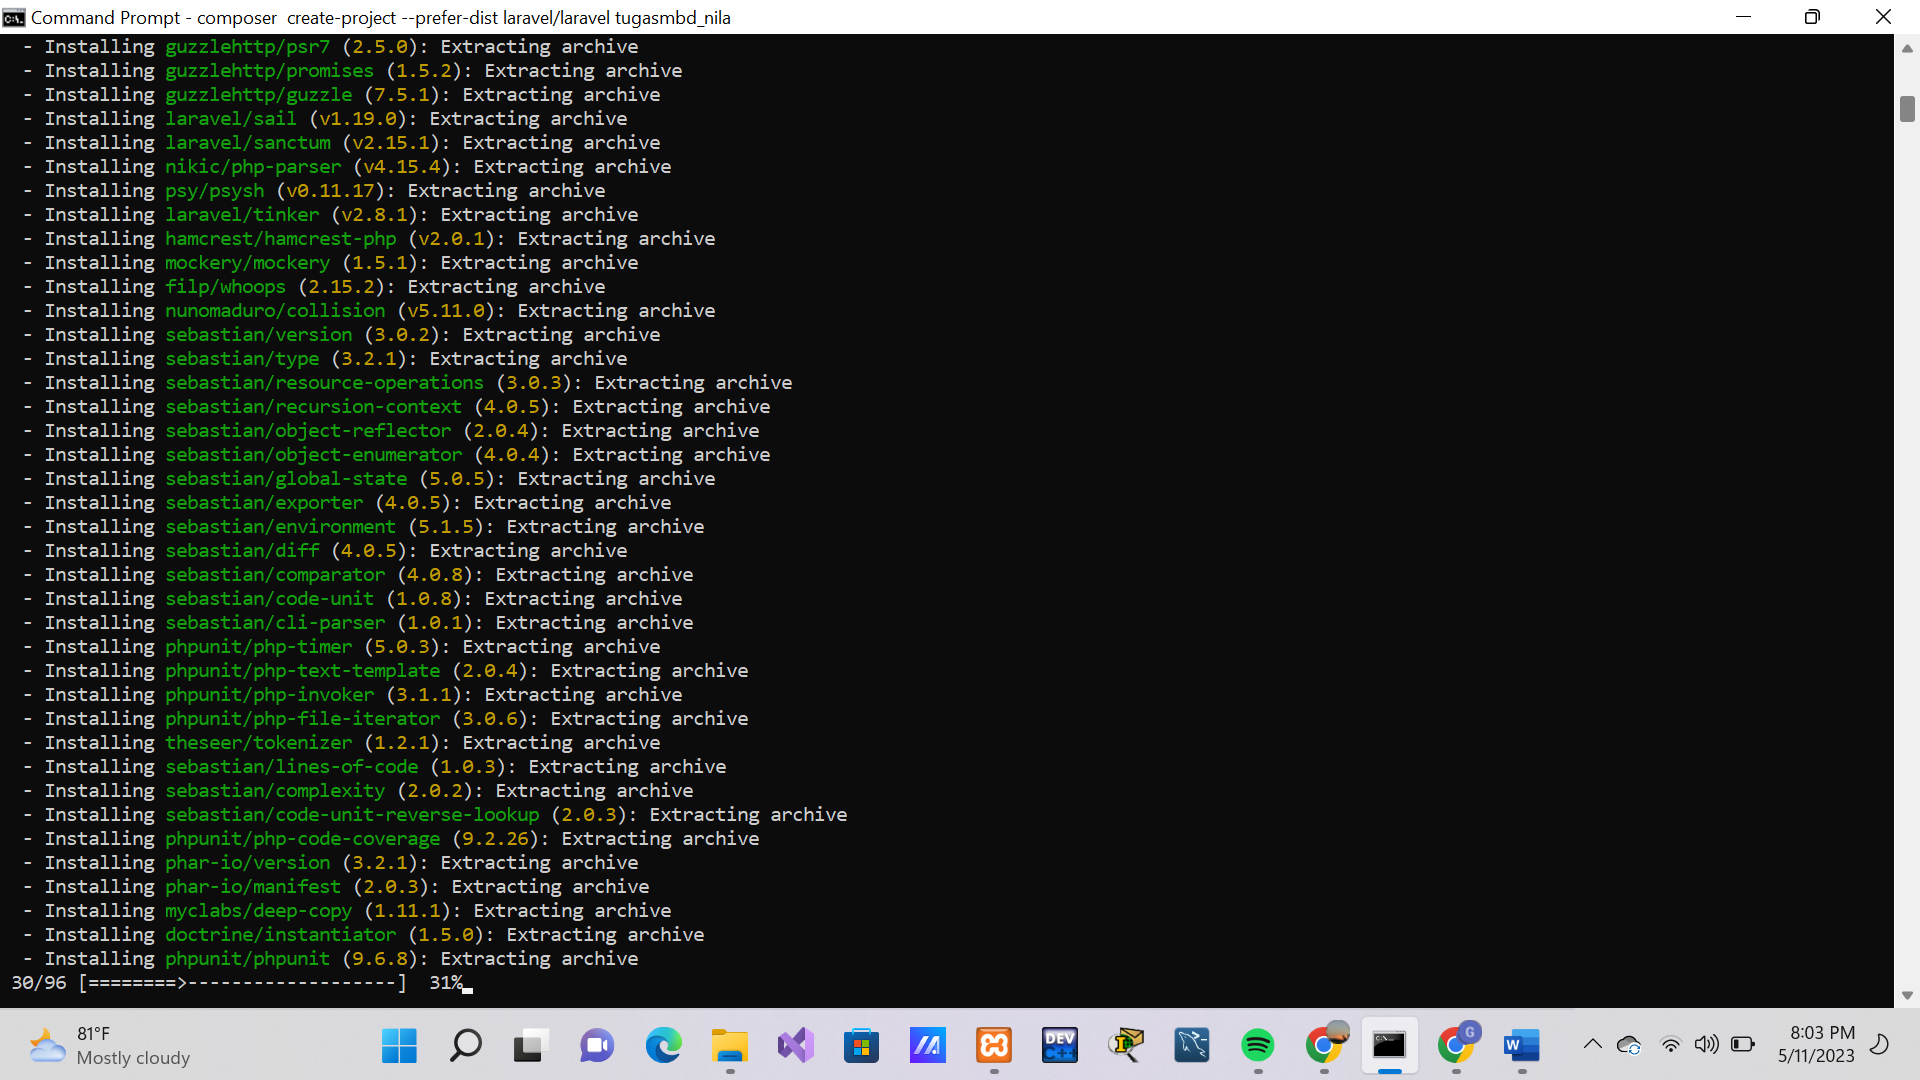 Command Prompt - composer  create-project --prefer-dist laravel/laravel tugasmbd_nila
- Installing guzzlehttp/psr7 (2.5.0): Extracting archive
- Installing guzzlehttp/promises (1.5.2): Extracting archive
- Installing guzzlehttp/guzzle (7.5.1): Extracting archive
- Installing laravel/sail (v1.19.0): Extracting archive
- Installing laravel/sanctum (v2.15.1): Extracting archive
- Installing nikic/php-parser (v4.15.4): Extracting archive
- Installing psy/psysh (v0.11.17): Extracting archive
- Installing laravel/tinker (v2.8.1): Extracting archive
- Installing hamcrest/hamcrest-php (v2.0.1): Extracting archive
- Installing mockery/mockery (1.5.1): Extracting archive
- Installing filp/whoops (2.15.2): Extracting archive
- Installing nunomaduro/collision (v5.11.0): Extracting archive
- Installing sebastian/version (3.0.2): Extracting archive
- Installing sebastian/type (3.2.1): Extracting archive
- Installing sebastian/resource-operations (3.0.3): Extracting archive
- Installing sebastian/recursion-context (4.0.5): Extracting archive
- Installing sebastian/object-reflector (2.0.4): Extracting archive
- Installing sebastian/object-enumerator (4.0.4): Extracting archive
- Installing sebastian/global-state (5.0.5): Extracting archive
- Installing sebastian/exporter (4.0.5): Extracting archive
- Installing sebastian/environment (5.1.5): Extracting archive
- Installing sebastian/diff (4.0.5): Extracting archive
- Installing sebastian/comparator (4.0.8): Extracting archive
- Installing sebastian/code-unit (1.0.8): Extracting archive
- Installing sebastian/cli-parser (1.0.1): Extracting archive
- Installing phpunit/php-timer (5.0.3): Extracting archive
- Installing phpunit/php-text-template (2.0.4): Extracting archive
- Installing phpunit/php-invoker (3.1.1): Extracting archive
- Installing phpunit/php-file-iterator (3.0.6): Extracting archive
- Installing theseer/tokenizer (1.2.1): Extracting archive
- Installing sebastian/lines-of-code (1.0.3): Extracting archive
- Installing sebastian/complexity (2.0.2): Extracting archive
- Installing sebastian/code-unit-reverse-lookup (2.0.3): Extracting archive
- Installing phpunit/php-code-coverage (9.2.26): Extracting archive
- Installing phar-io/version (3.2.1): Extracting archive
- Installing phar-io/manifest (2.0.3): Extracting archive
- Installing myclabs/deep-copy (1.11.1): Extracting archive
- Installing doctrine/instantiator (1.5.0): Extracting archive
- Installing phpunit/phpunit (9.6.8): Extracting archive
30/96 [========>-------------------]  31%
81°F
Mostly cloudy
DEV
C++
G
W
8:03 PM
5/11/2023